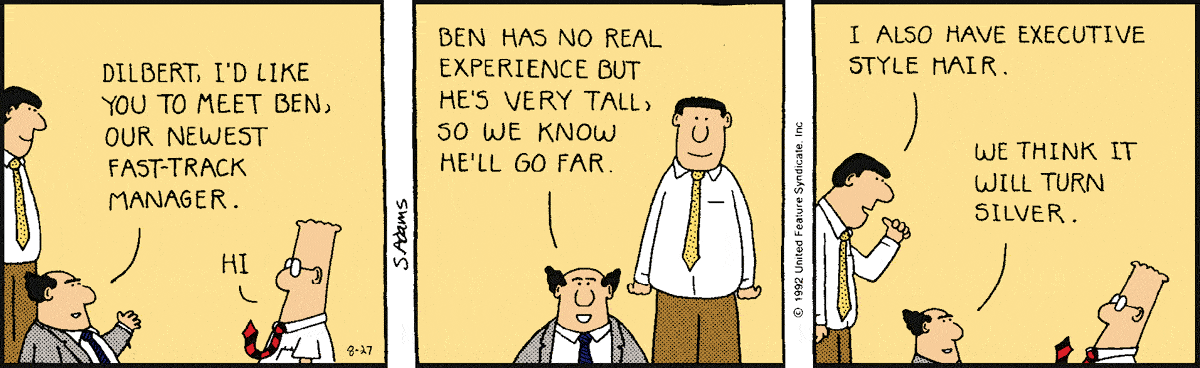 DILBERT, I'D LIKE
YOU TO MEET BEN,
OUR NEWEST
FAST-TRACK
MANAGER.
HI
8-27
S.Adams
BEN HAS NO REAL
EXPERIENCE BUT
HE'S VERY TALL,
SO WE KNOW
HE'LL GO FAR.
© 1992 United Feature Syndicate, Inc
I ALSO HAVE EXECUTIVE
STYLE HAIR.
WE THINK IT
WILL TURN
SILVER.